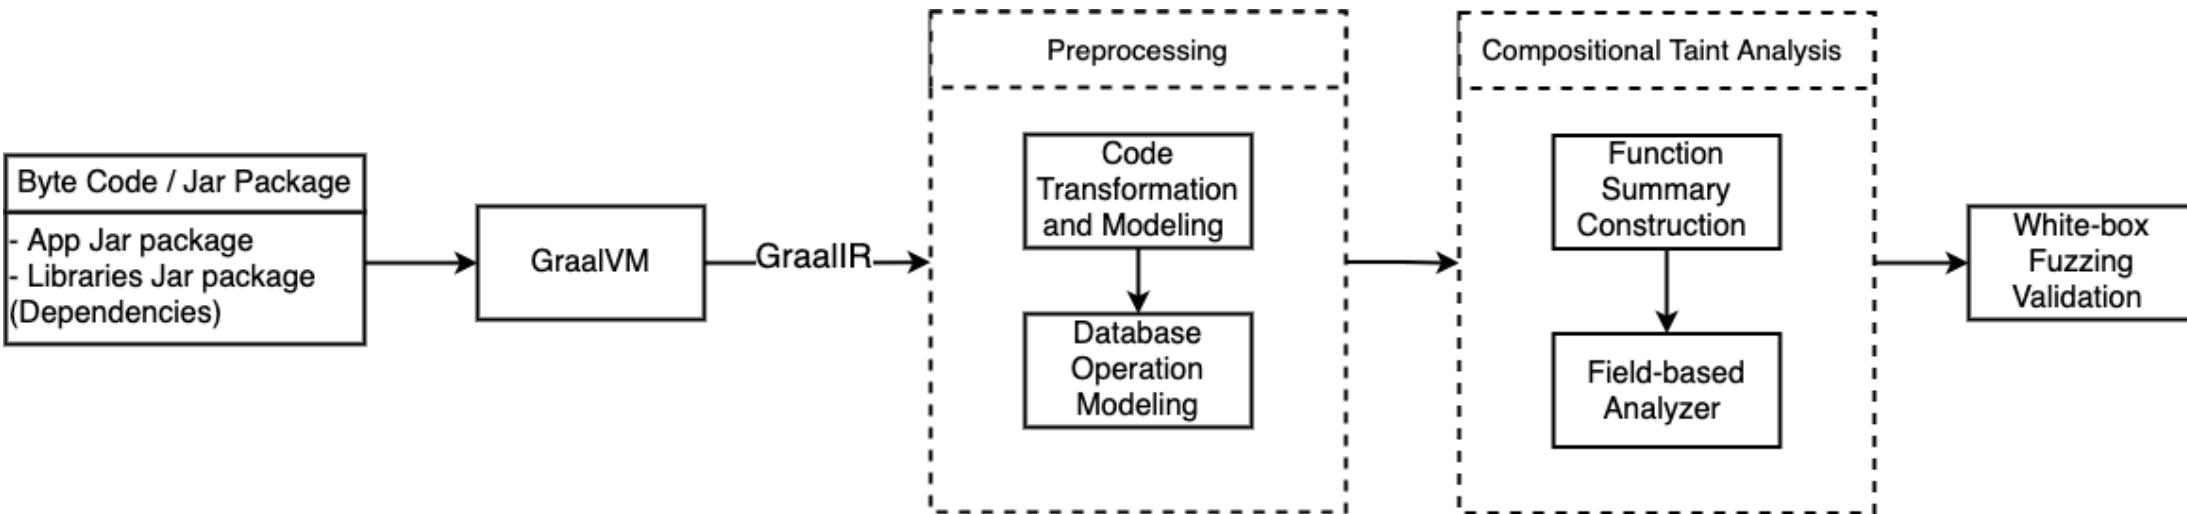 Byte Code / Jar Package
- App Jar package
- Libraries Jar package
(Dependencies)
GraalVM
GraalIR
Preprocessing
Code
Transformation
and Modeling
Database
Operation
Modeling
Compositional Taint Analysis
Function
Summary
Construction
Field-based
Analyzer
White-box
Fuzzing
Validation